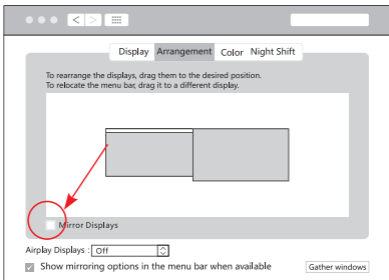 Display Arrangement Color Night Shift
To rearrange the displays, drag them to the desired position.
To relocate the menu bar, drag it to a different display.
Mirror Displays
Airplay Displays : Off
Show mirroring options in the menu bar when available
Gather windows